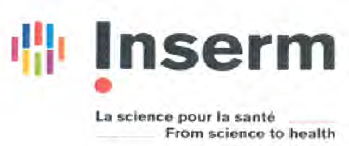 Inserm
La science pour la santé
From science to health